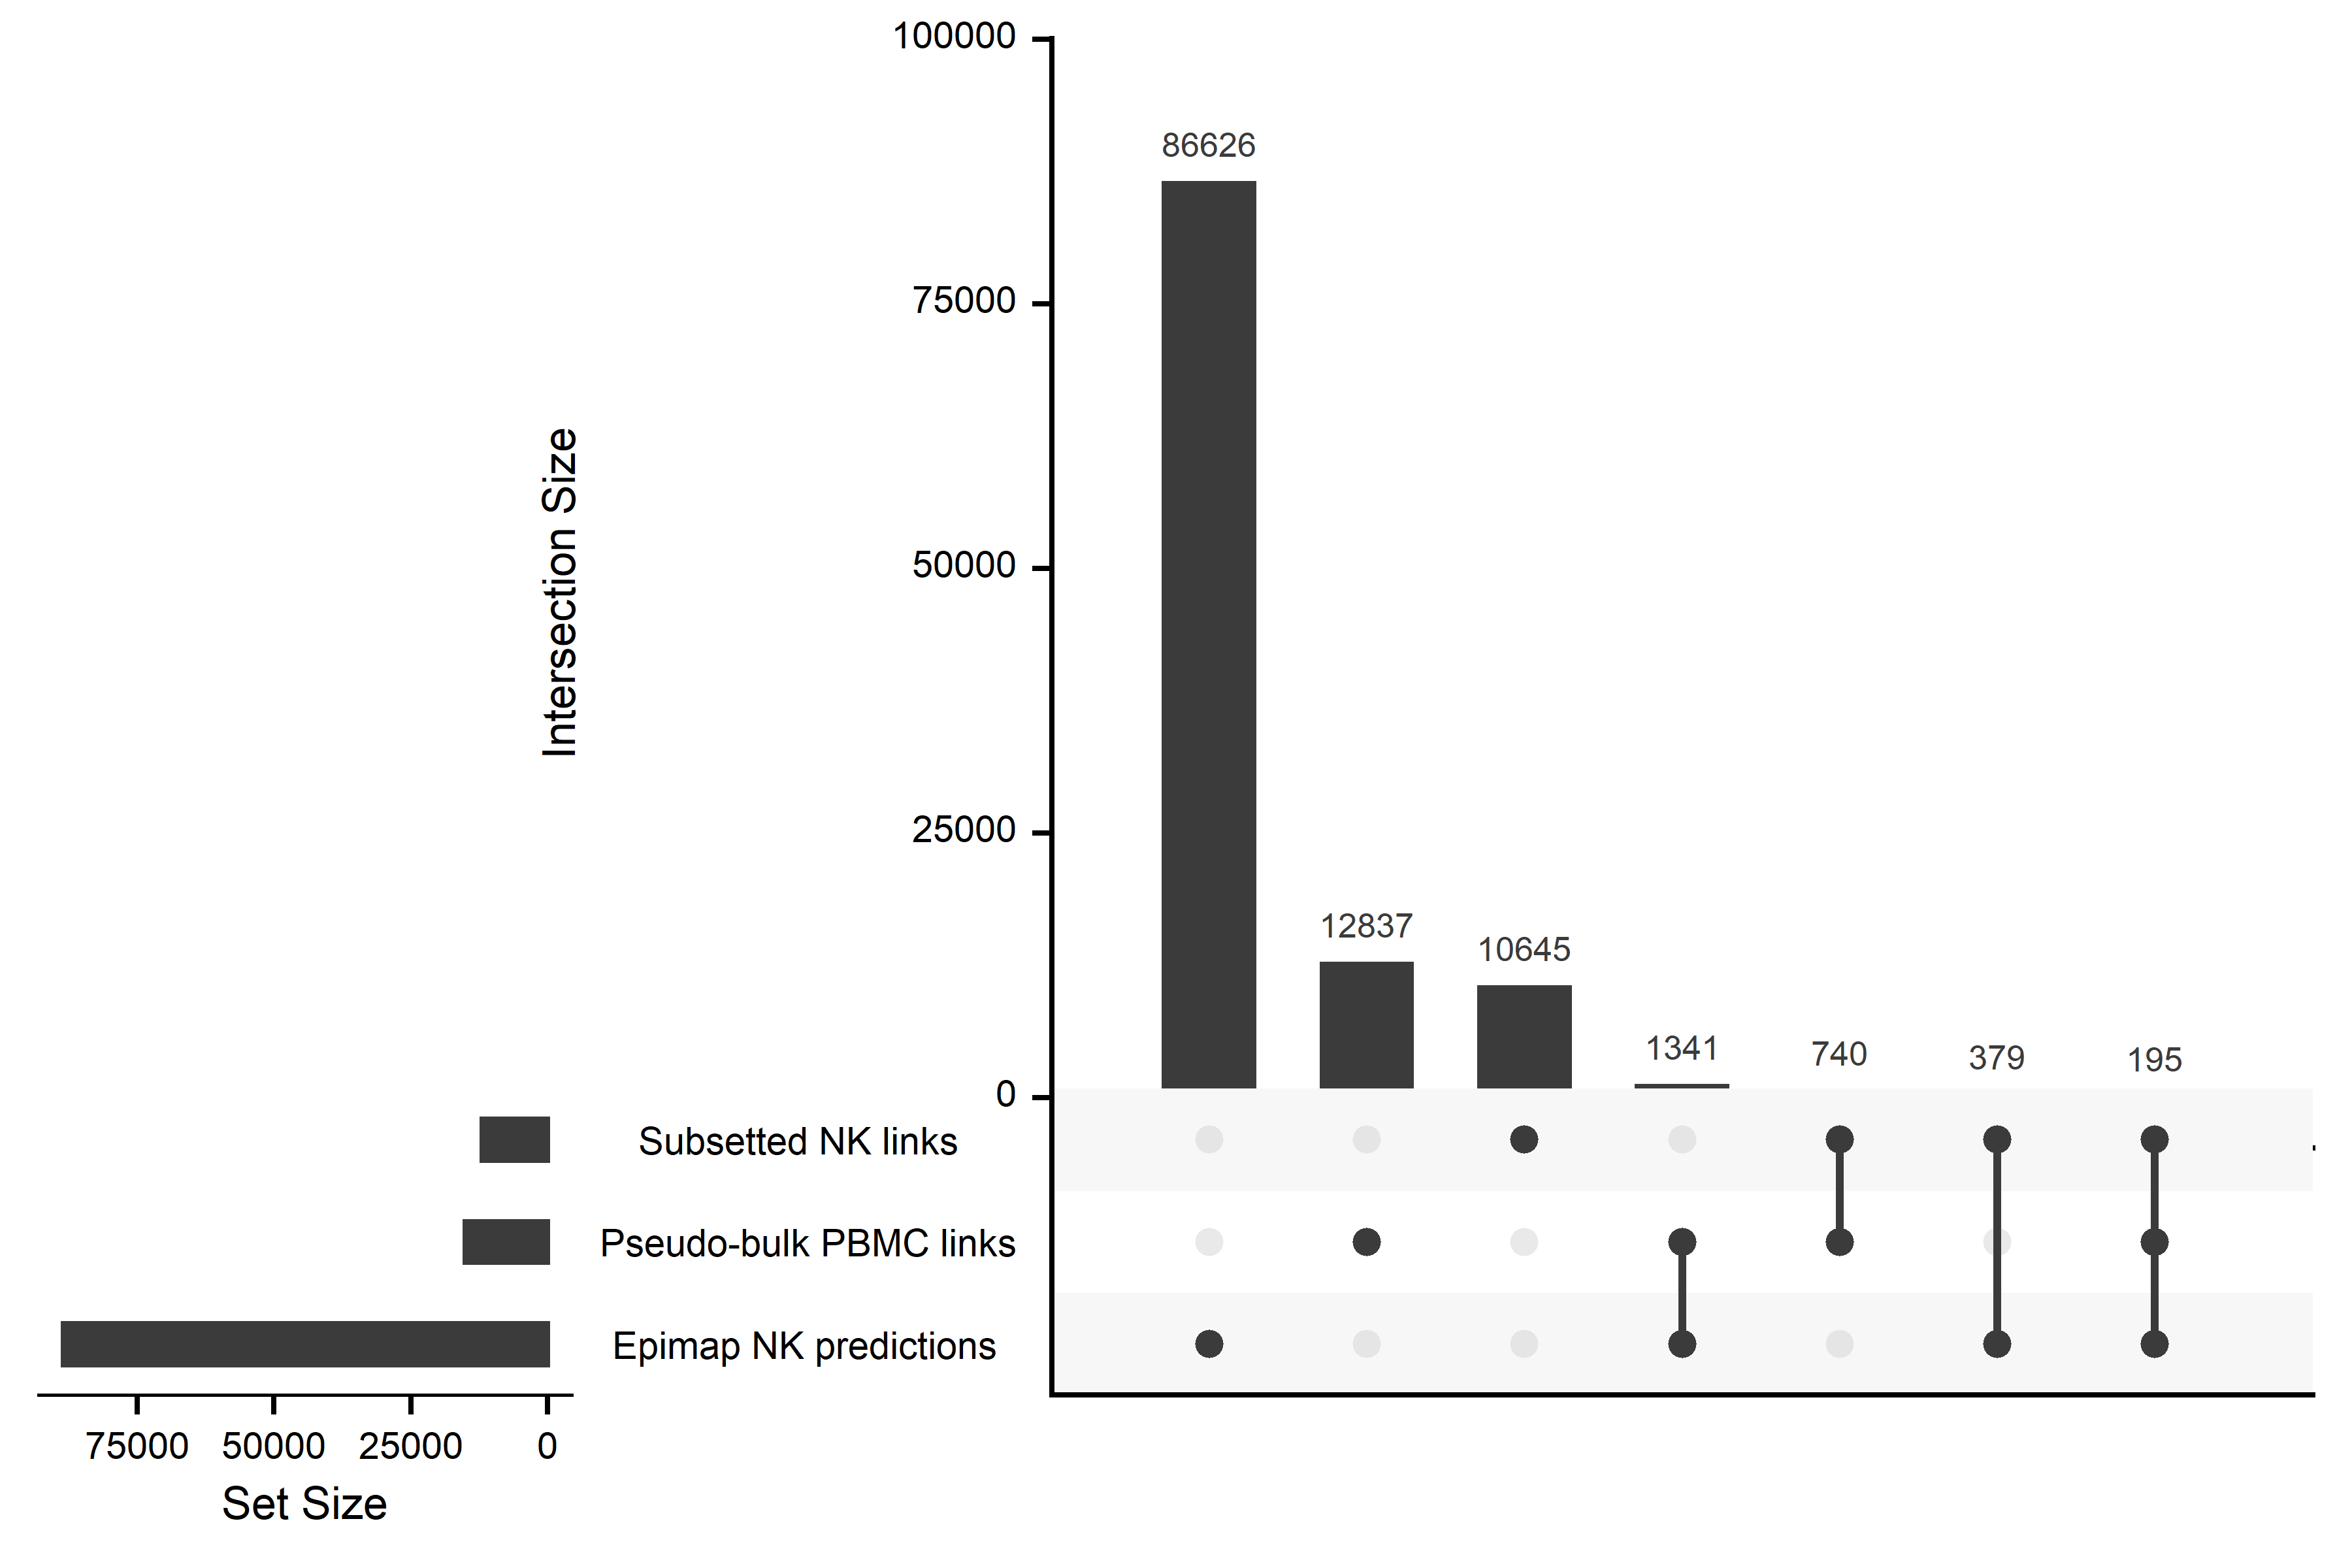 100000
75000
50000
25000
0
Intersection Size
86626
12837
10645
1341
740
379
195
Subsetted NK links
Pseudo-bulk PBMC links
Epimap NK predictions
75000 50000 25000 0
Set Size